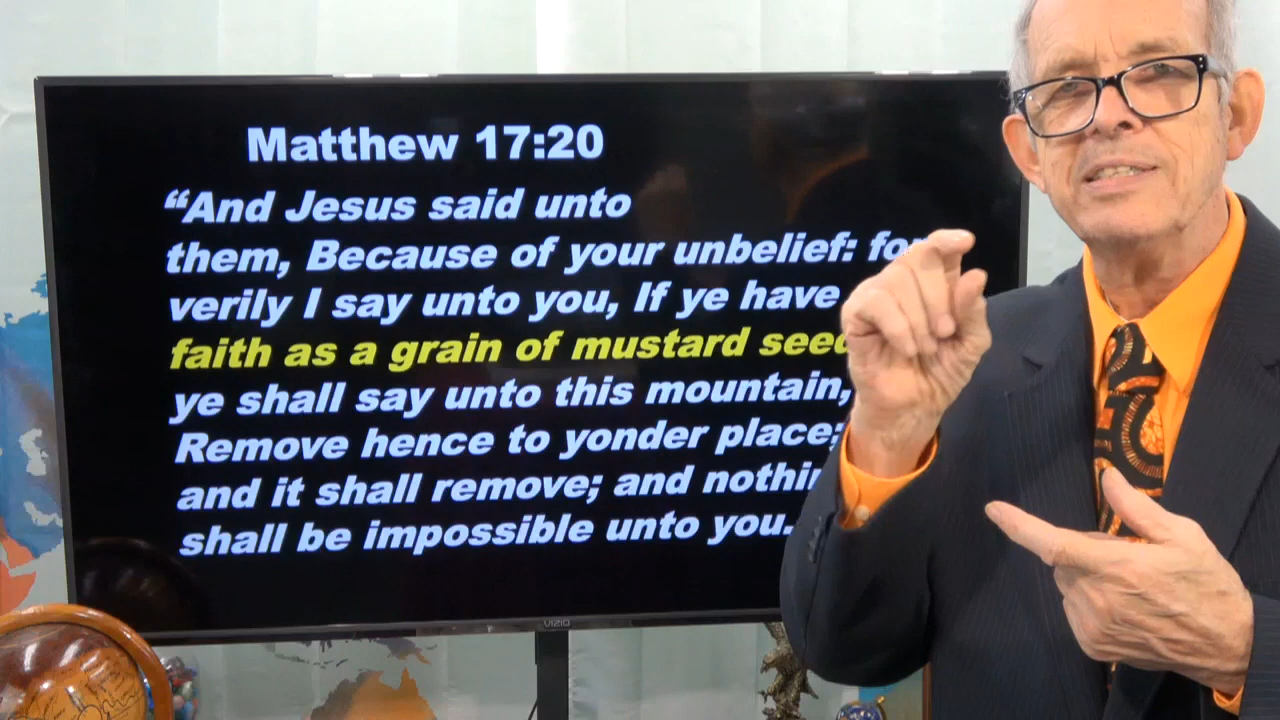 Matthew 17:20
“And Jesus said unto
them, Because of your unbelief: for
verily I say unto you, If ye have
faith as a grain of mustard seed
ye shall say unto this mountain,
Remove hence to yonder place;
and it shall remove; and
shall be impossible unto you.
VIZIO